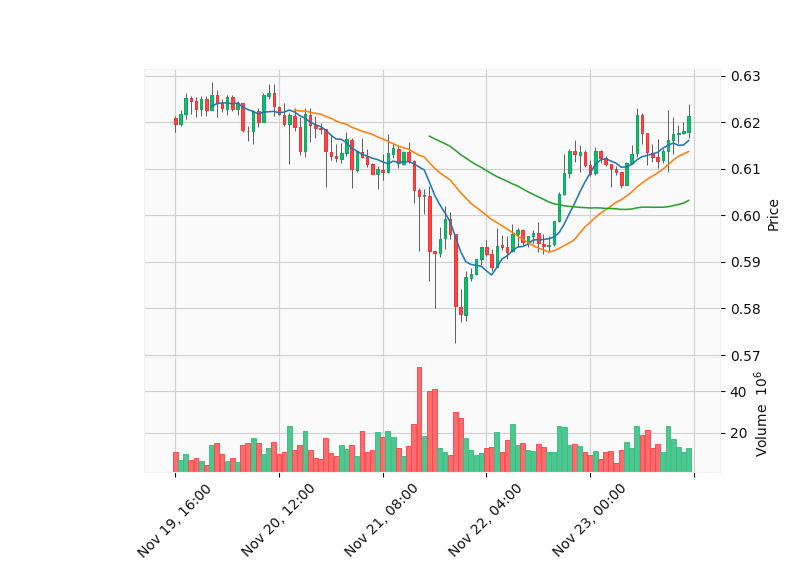 0.63
0.62
0.61
0.60
0.59
0.58
0.57
Price
40
20
Volume 10⁶
Nov 19, 16:00
Nov 20, 12:00
Nov 21, 08:00
Nov 22, 04:00
Nov 23, 00:00